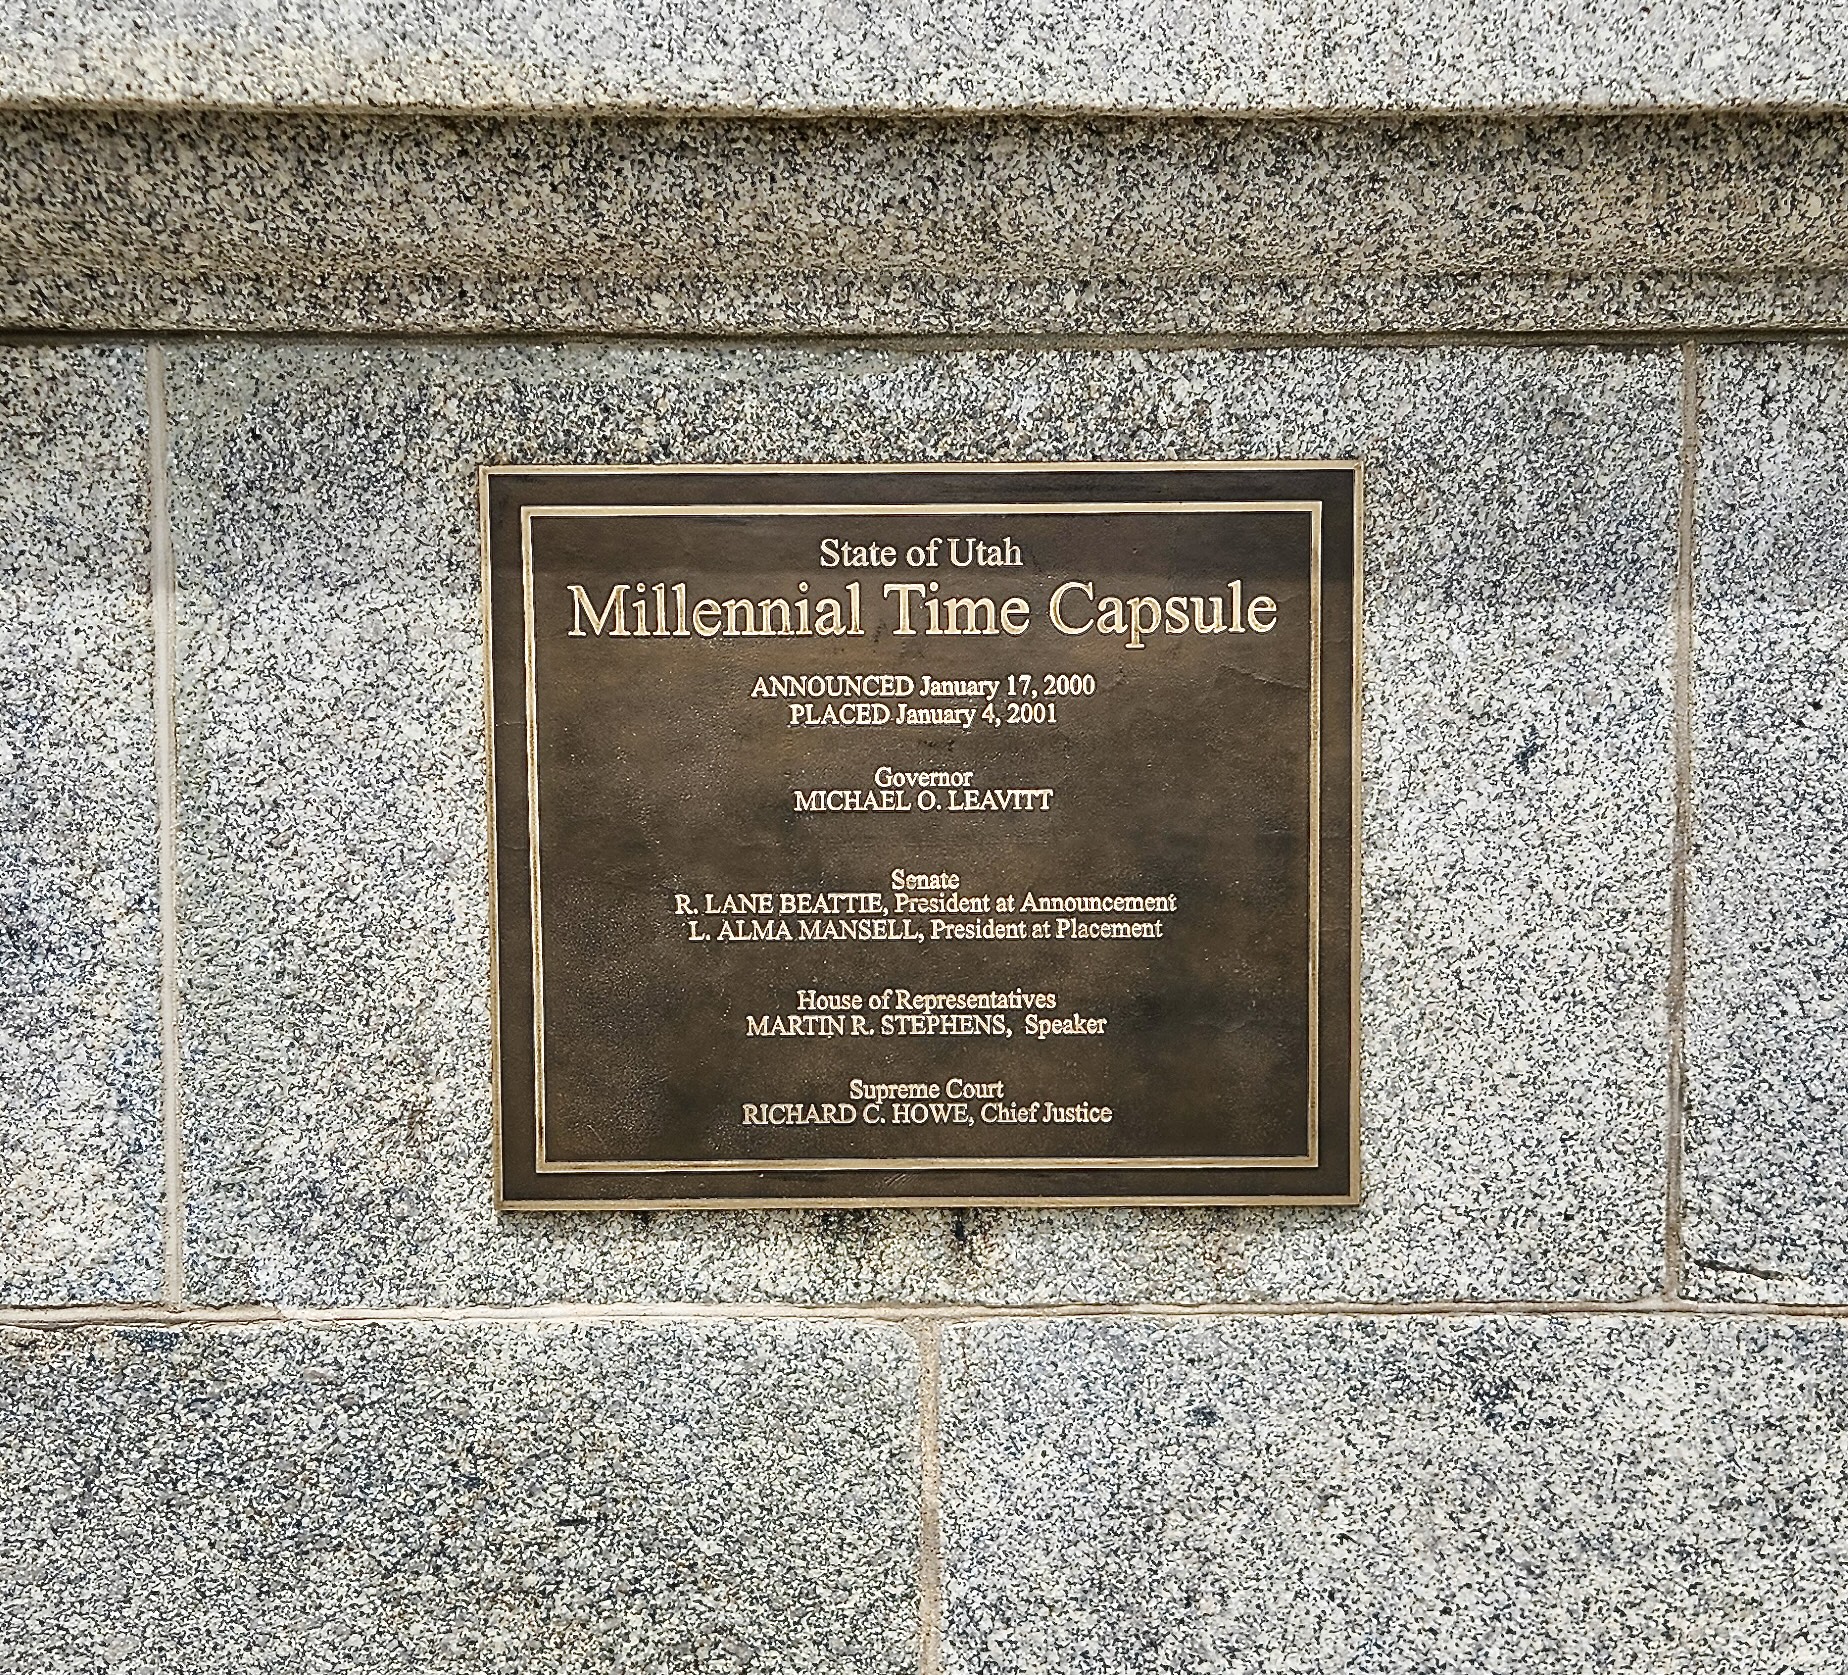 State of Utah
Millennial Time Capsule
ANNOUNCED January 17, 2000
PLACED January 4, 2001
Governor
MICHAEL O. LEAVITT
Senate
R. LANE BEATTIE, President at Announcement
L. ALMA MANSELL, President at Placement
House of Representatives
MARTIN R. STEPHENS, Speaker
Supreme Court
RICHARD C. HOWE, Chief Justice